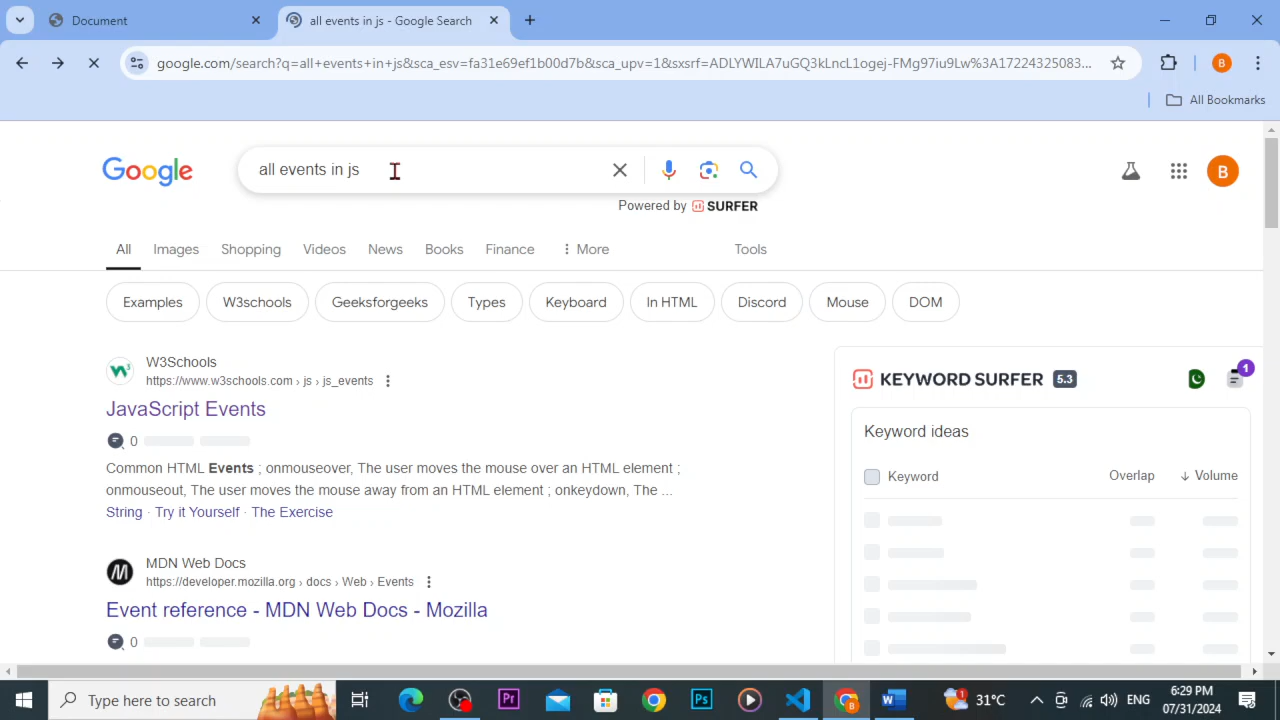 Document
all events in js - Google Search
google.com/search?q=all+events+in+js&sca_esv=fa31e69ef1b00d7b&sca_upv=1&sxsrf=ADLYWILA7uGQ3kLncL1ogej-FMg97iu9Lw%3A17224325083...
B
All Bookmarks
Google
all events in js
B
Powered by SURFER
All
Images
Shopping
Videos
News
Books
Finance
More
Tools
Examples
W3schools
Geeksforgeeks
Types
Keyboard
In HTML
Discord
Mouse
DOM
W3Schools
https://www.w3schools.com › js › js_events
JavaScript Events
0
Common HTML Events ; onmouseover, The user moves the mouse over an HTML element ;
onmouseout, The user moves the mouse away from an HTML element ; onkeydown, The ...
String · Try it Yourself · The Exercise
MDN Web Docs
https://developer.mozilla.org › docs › Web › Events
Event reference - MDN Web Docs - Mozilla
0
KEYWORD SURFER 5.3
1
Keyword ideas
Keyword
Overlap
↓ Volume
Type here to search
31°C
ENG
6:29 PM
07/31/2024